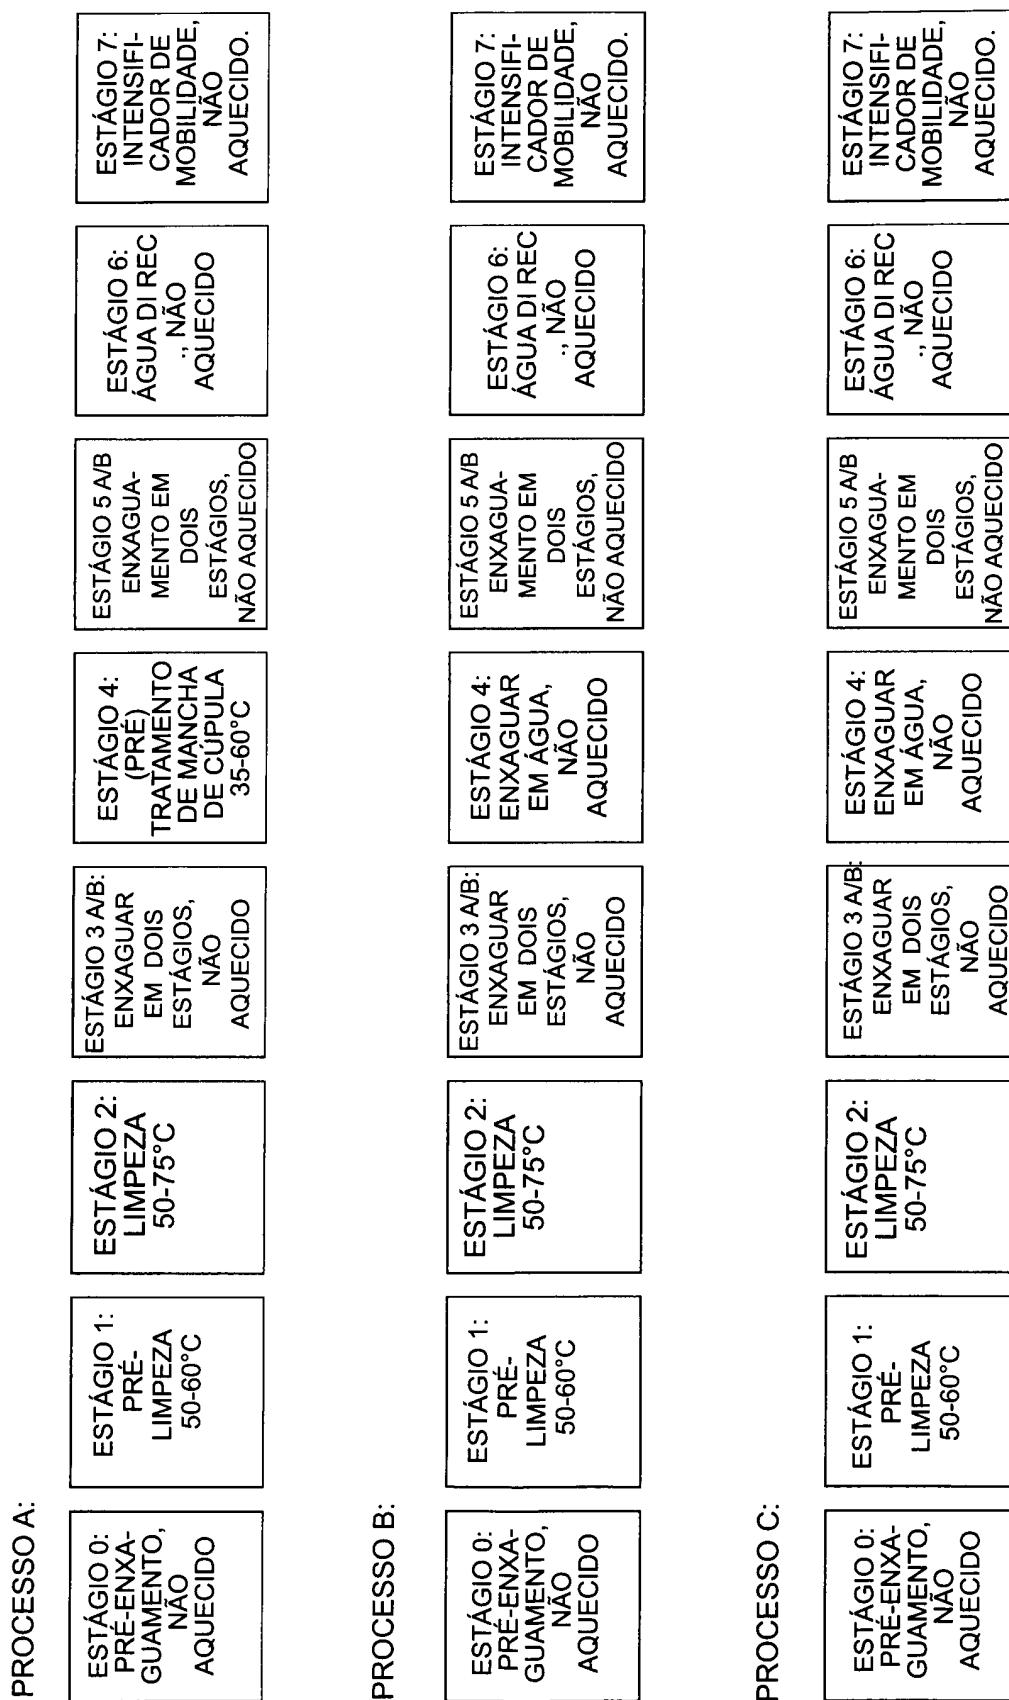 PROCESSO A:
ESTÁGIO 0:
PRÉ-ENXA-
GUAMENTO,
NÃO
AQUECIDO
ESTÁGIO 1:
PRÉ-
LIMPEZA
50-60°C
ESTÁGIO 2:
LIMPEZA
50-75°C
ESTÁGIO 3 A/B:
ENXAGUAR
EM DOIS
ESTÁGIOS,
NÃO
AQUECIDO
ESTÁGIO 4:
(PRÉ)
TRATAMENTO
DE MANCHA
DE CÚPULA
35-60°C
ESTÁGIO 5 A/B
ENXAGUA-
MENTO EM
DOIS
ESTÁGIOS,
NÃO AQUECIDO
ESTÁGIO 6:
ÁGUA DI REC
., NÃO
AQUECIDO
ESTÁGIO 7:
INTENSIFI-
CADOR DE
MOBILIDADE,
NÃO
AQUECIDO.
PROCESSO B:
ESTÁGIO 0:
PRÉ-ENXA-
GUAMENTO,
NÃO
AQUECIDO
ESTÁGIO 1:
PRÉ-
LIMPEZA
50-60°C
ESTÁGIO 2:
LIMPEZA
50-75°C
ESTÁGIO 3 A/B:
ENXAGUAR
EM DOIS
ESTÁGIOS,
NÃO
AQUECIDO
ESTÁGIO 4:
ENXAGUAR
EM ÁGUA,
NÃO
AQUECIDO
ESTÁGIO 5 A/B
ENXAGUA-
MENTO EM
DOIS
ESTÁGIOS,
NÃO AQUECIDO
ESTÁGIO 6:
ÁGUA DI REC
., NÃO
AQUECIDO
ESTÁGIO 7:
INTENSIFI-
CADOR DE
MOBILIDADE,
NÃO
AQUECIDO.
PROCESSO C:
ESTÁGIO 0:
PRÉ-ENXA-
GUAMENTO,
NÃO
AQUECIDO
ESTÁGIO 1:
PRÉ-
LIMPEZA
50-60°C
ESTÁGIO 2:
LIMPEZA
50-75°C
ESTÁGIO 3 A/B:
ENXAGUAR
EM DOIS
ESTÁGIOS,
NÃO
AQUECIDO
ESTÁGIO 4:
ENXAGUAR
EM ÁGUA,
NÃO
AQUECIDO
ESTÁGIO 5 A/B
ENXAGUA-
MENTO EM
DOIS
ESTÁGIOS,
NÃO AQUECIDO
ESTÁGIO 6:
ÁGUA DI REC
., NÃO
AQUECIDO
ESTÁGIO 7:
INTENSIFI-
CADOR DE
MOBILIDADE,
NÃO
AQUECIDO.